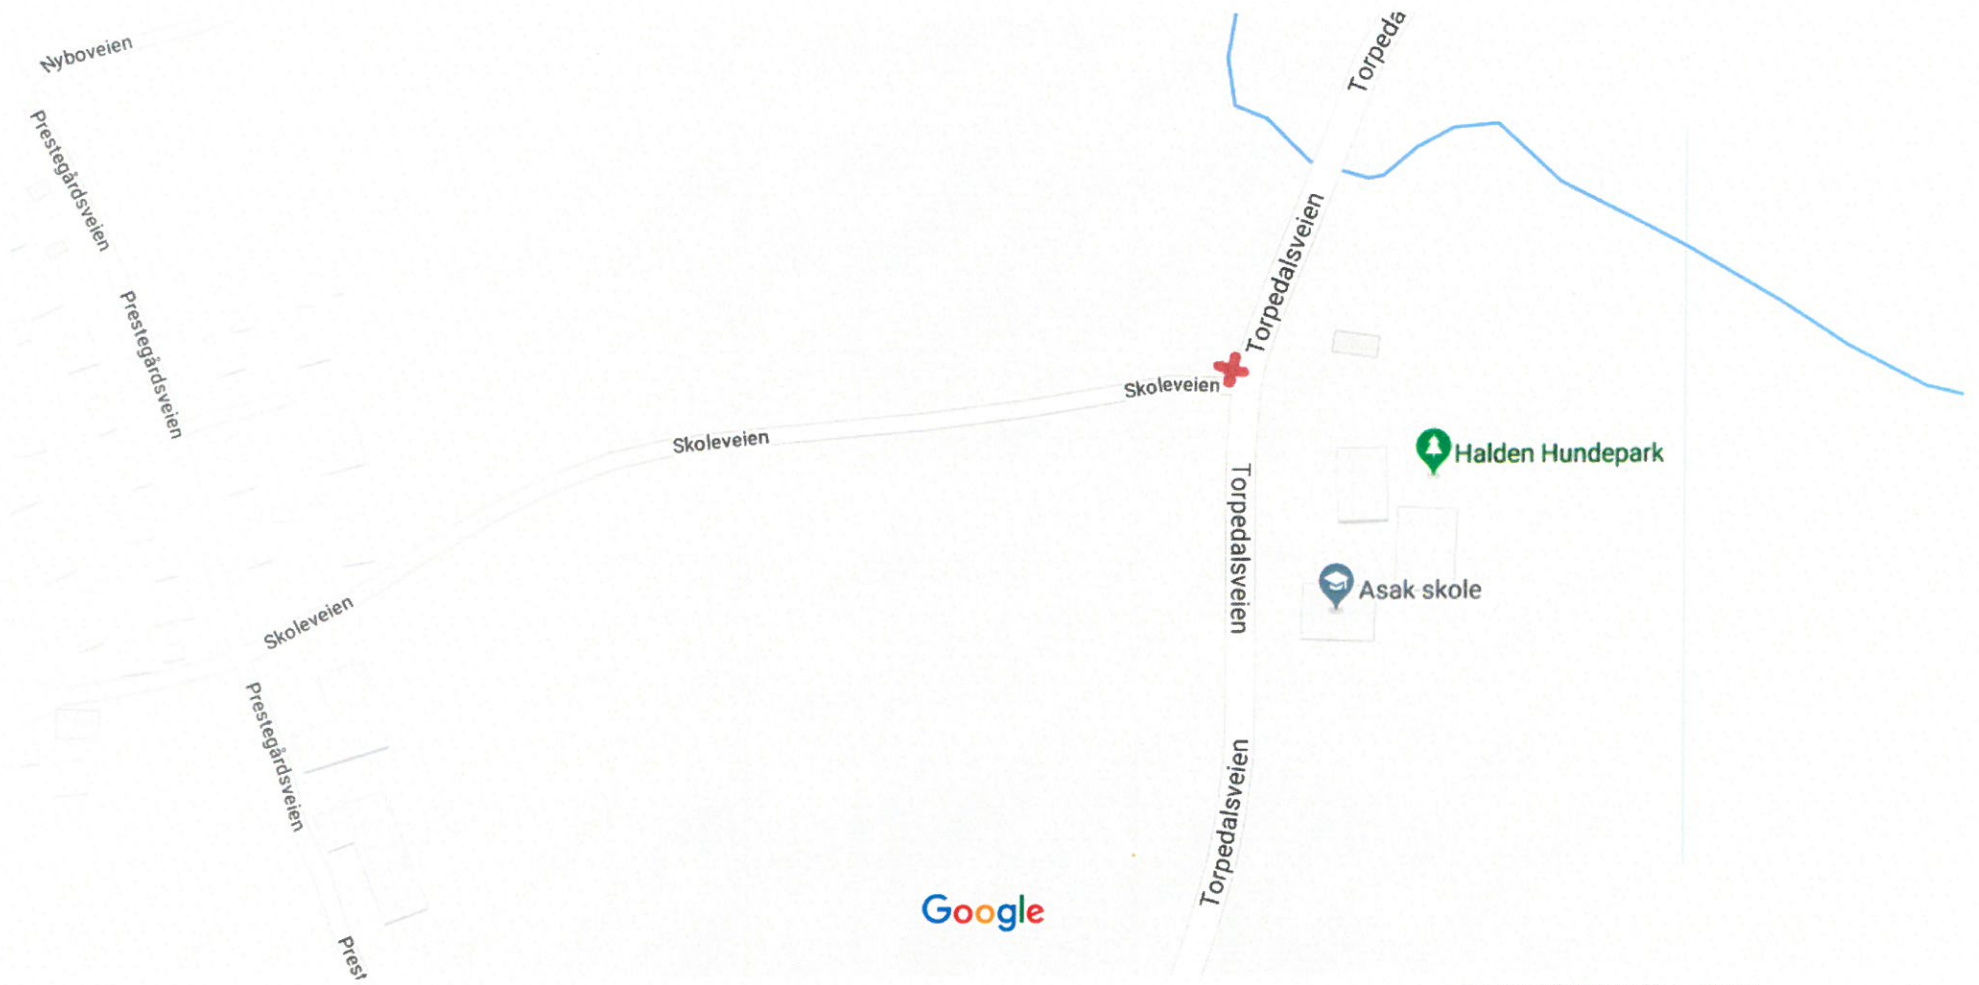 Nyboveien
Torpeda
Prestegårdsveien
Torpedalsveien
Prestegårdsveien
Skoleveien
Skoleveien
Halden Hundepark
Torpedalsveien
Asak skole
Skoleveien
Prestegårdsveien
Torpedalsveien
Google
Prest